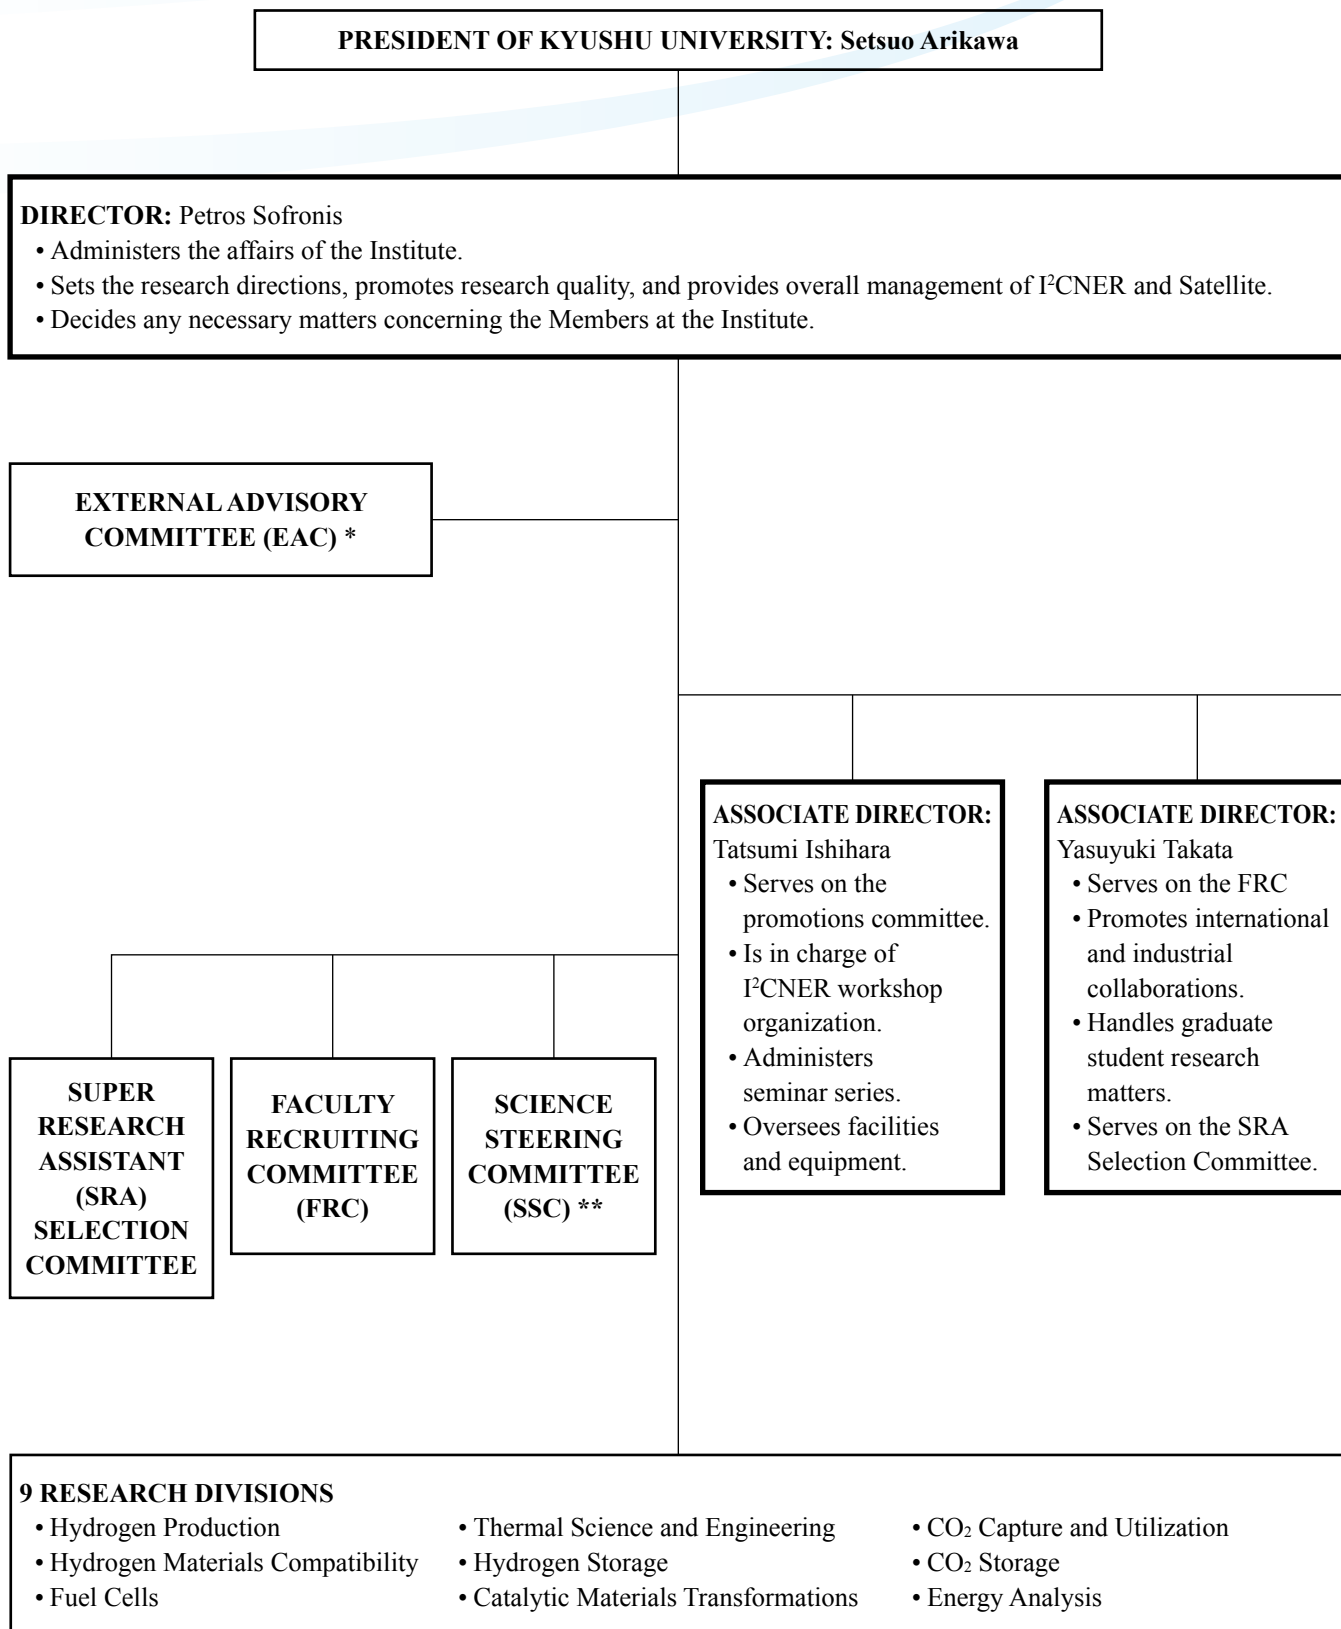 PRESIDENT OF KYUSHU UNIVERSITY: Setsuo Arikawa
DIRECTOR: Petros Sofronis
• Administers the affairs of the Institute.
• Sets the research directions, promotes research quality, and provides overall management of I²CNER and Satellite.
• Decides any necessary matters concerning the Members at the Institute.
EXTERNAL ADVISORY
COMMITTEE (EAC) *
ASSOCIATE DIRECTOR:
Tatsumi Ishihara
• Serves on the
promotions committee.
• Is in charge of
I²CNER workshop
organization.
• Administers
seminar series.
• Oversees facilities
and equipment.
ASSOCIATE DIRECTOR:
Yasuyuki Takata
• Serves on the FRC
• Promotes international
and industrial
collaborations.
• Handles graduate
student research
matters.
• Serves on the SRA
Selection Committee.
SUPER
RESEARCH
ASSISTANT
(SRA)
SELECTION
COMMITTEE
FACULTY
RECRUITING
COMMITTEE
(FRC)
SCIENCE
STEERING
COMMITTEE
(SSC) **
9 RESEARCH DIVISIONS
• Hydrogen Production
• Hydrogen Materials Compatibility
• Fuel Cells
• Thermal Science and Engineering
• Hydrogen Storage
• Catalytic Materials Transformations
• CO₂ Capture and Utilization
• CO₂ Storage
• Energy Analysis